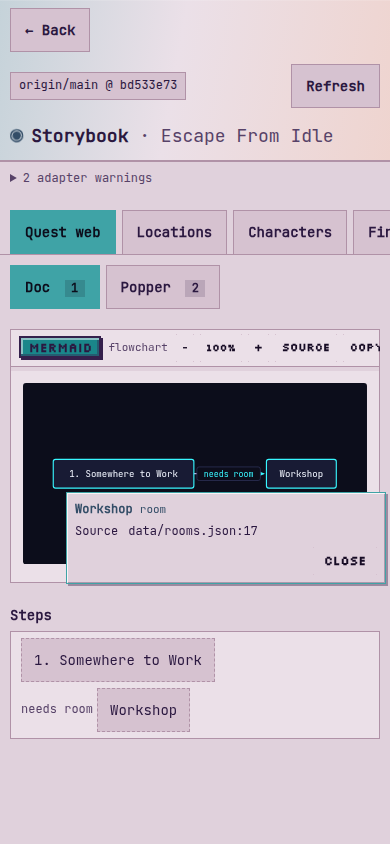 ← Back
origin/main @ bd533e73
Refresh
◉ Storybook · Escape From Idle
▶ 2 adapter warnings
Quest web Locations Characters Fin
Doc 1 Popper 2
MERMAID flowchart - 100% + SOURCE COPY
1. Somewhere to Work needs room Workshop
Workshop room
Source data/rooms.json:17
CLOSE
Steps
1. Somewhere to Work
needs room Workshop